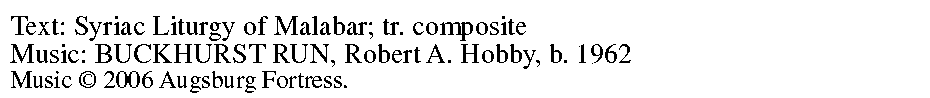 Text: Syriac Liturgy of Malabar; tr. composite
Music: BUCKHURST RUN, Robert A. Hobby, b. 1962
Music © 2006 Augsburg Fortress.